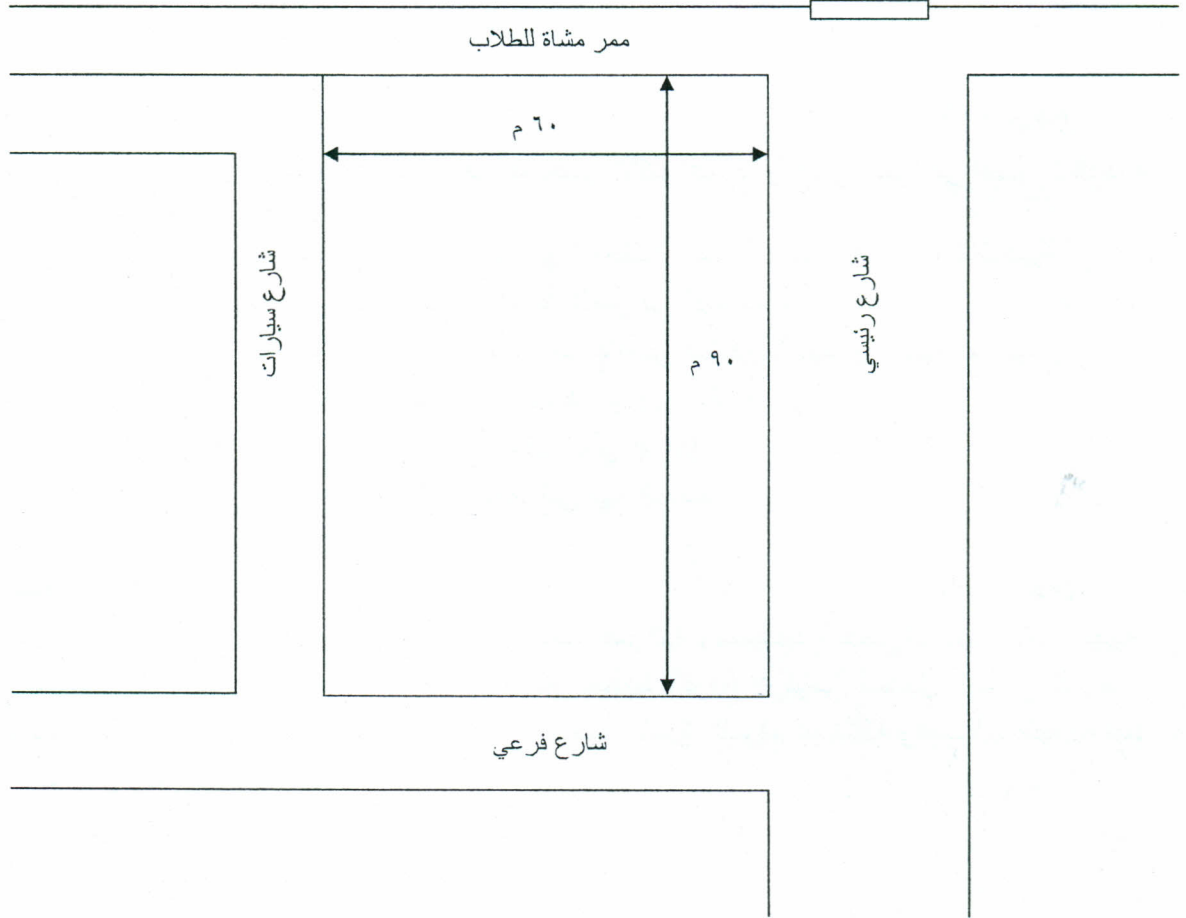 ممر مشاة للطلاب
٦٠ م
شارع رئيسي
شارع سيارات
٩٠ م
شارع فرعي